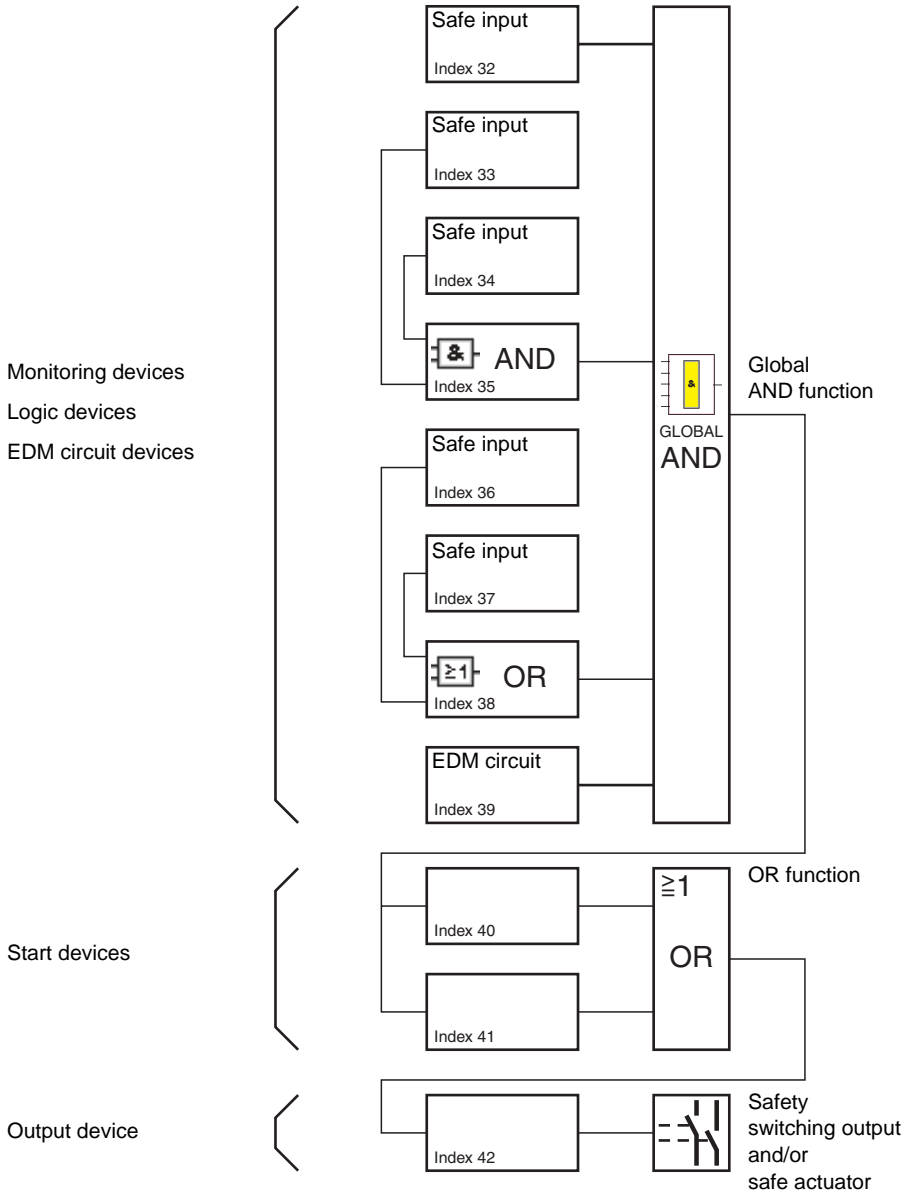 Safe input
Index 32
Safe input
Index 33
Safe input
Index 34
Monitoring devices
Logic devices
EDM circuit devices
& AND
Index 35
&
GLOBAL
AND
Global
AND function
Safe input
Index 36
Safe input
Index 37
≥1 OR
Index 38
EDM circuit
Index 39
Start devices
Index 40
Index 41
≧1
OR
OR function
Output device
Index 42
Safety
switching output
and/or
safe actuator